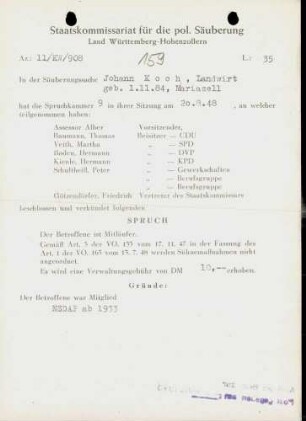 Staatskommissariat für die pol. Säuberung
Land Württemberg-Hohenzollern
Az: 11/EN/908 159 L: 35
In der Säuberungssache Johann Koch, Landwirt
geb. 1.11.84, Mariazell
hat die Spruchkammer 9 in ihrer Sitzung am 20.8.48, an welcher
teilgenommen haben:
Assessor Alber Vorsitzender,
Baumann, Thomas Beisitzer — CDU
Veith, Martha „ — SPD
Boden, Hermann „ — DVP
Kienle, Hermann „ — KPD
Schultheiß, Peter „ — Gewerkschaften
„ — Berufsgruppe
„ — Berufsgruppe
Friedrich Vertreter des Staatskommissars
beschlossen und verkündet folgenden
SPRUCH
Der Betroffene ist Mitläufer.
Gemäß Art. 5 der VO. 133 vom 17. 11. 47 in der Fassung des
Art. 1 der VO. 165 vom 13. 7. 48 werden Sühnemaßnahmen nicht
angeordnet.
Es wird eine Verwaltungsgebühr von DM 10,-- erhoben.
Gründe:
Der Betroffene war Mitglied
NSDAP ab 1933